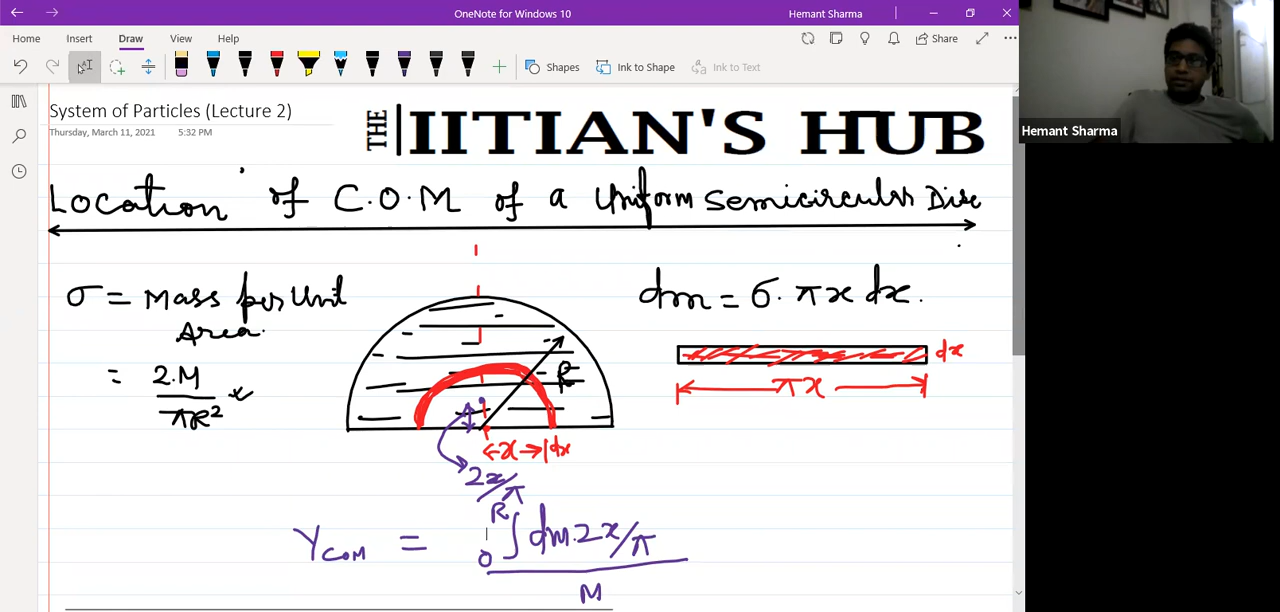 OneNote for Windows 10
Hemant Sharma
Home Insert Draw View Help
Share
Shapes Ink to Shape Ink to Text
System of Particles (Lecture 2)
Thursday, March 11, 2021 5:32 PM
THE IITIAN'S HUB
Hemant Sharma
Location of C.O.M of a Uniform Semicircular Disc
σ = Mass per Unit
Area.
= 2.M / πR²
dm = σ. πx dx.
R
dx
πx
x dx
2x/π
Y_COM = ₀∫ᴿ dm.2x/π
M